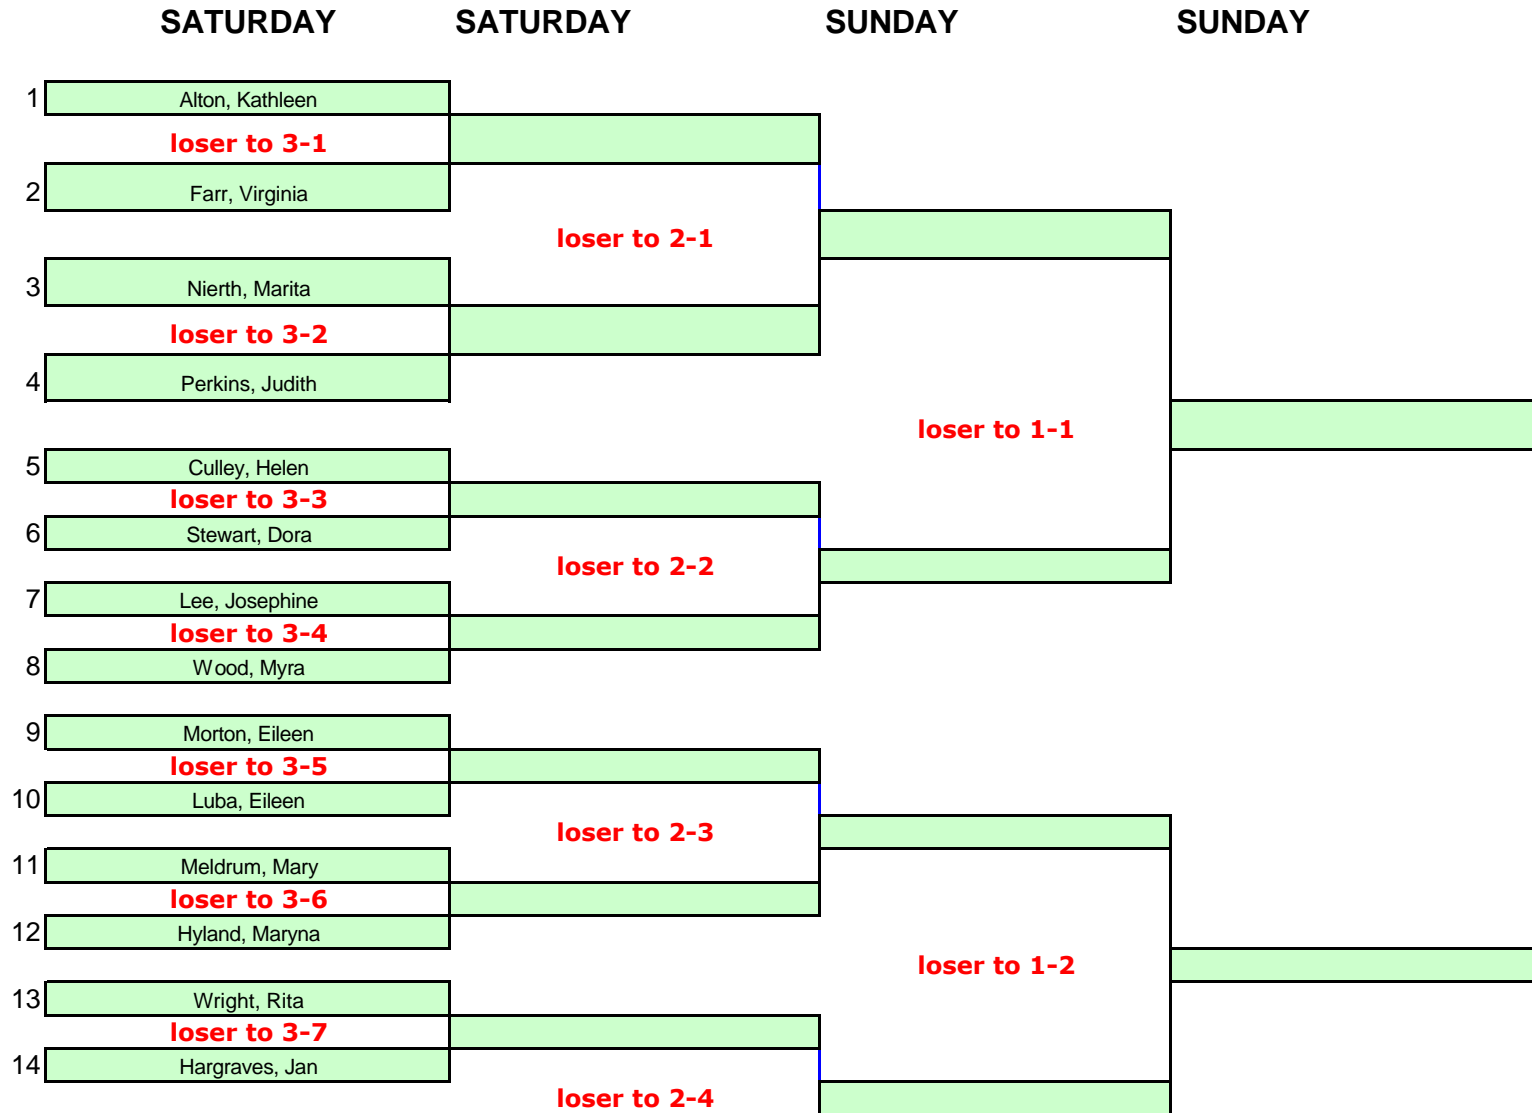 SATURDAY SATURDAY SUNDAY SUNDAY
1 Alton, Kathleen
loser to 3-1
2 Farr, Virginia
loser to 2-1
3 Nierth, Marita
loser to 3-2
4 Perkins, Judith
loser to 1-1
5 Culley, Helen
loser to 3-3
6 Stewart, Dora
loser to 2-2
7 Lee, Josephine
loser to 3-4
8 Wood, Myra
9 Morton, Eileen
loser to 3-5
10 Luba, Eileen
loser to 2-3
11 Meldrum, Mary
loser to 3-6
12 Hyland, Maryna
loser to 1-2
13 Wright, Rita
loser to 3-7
14 Hargraves, Jan
loser to 2-4